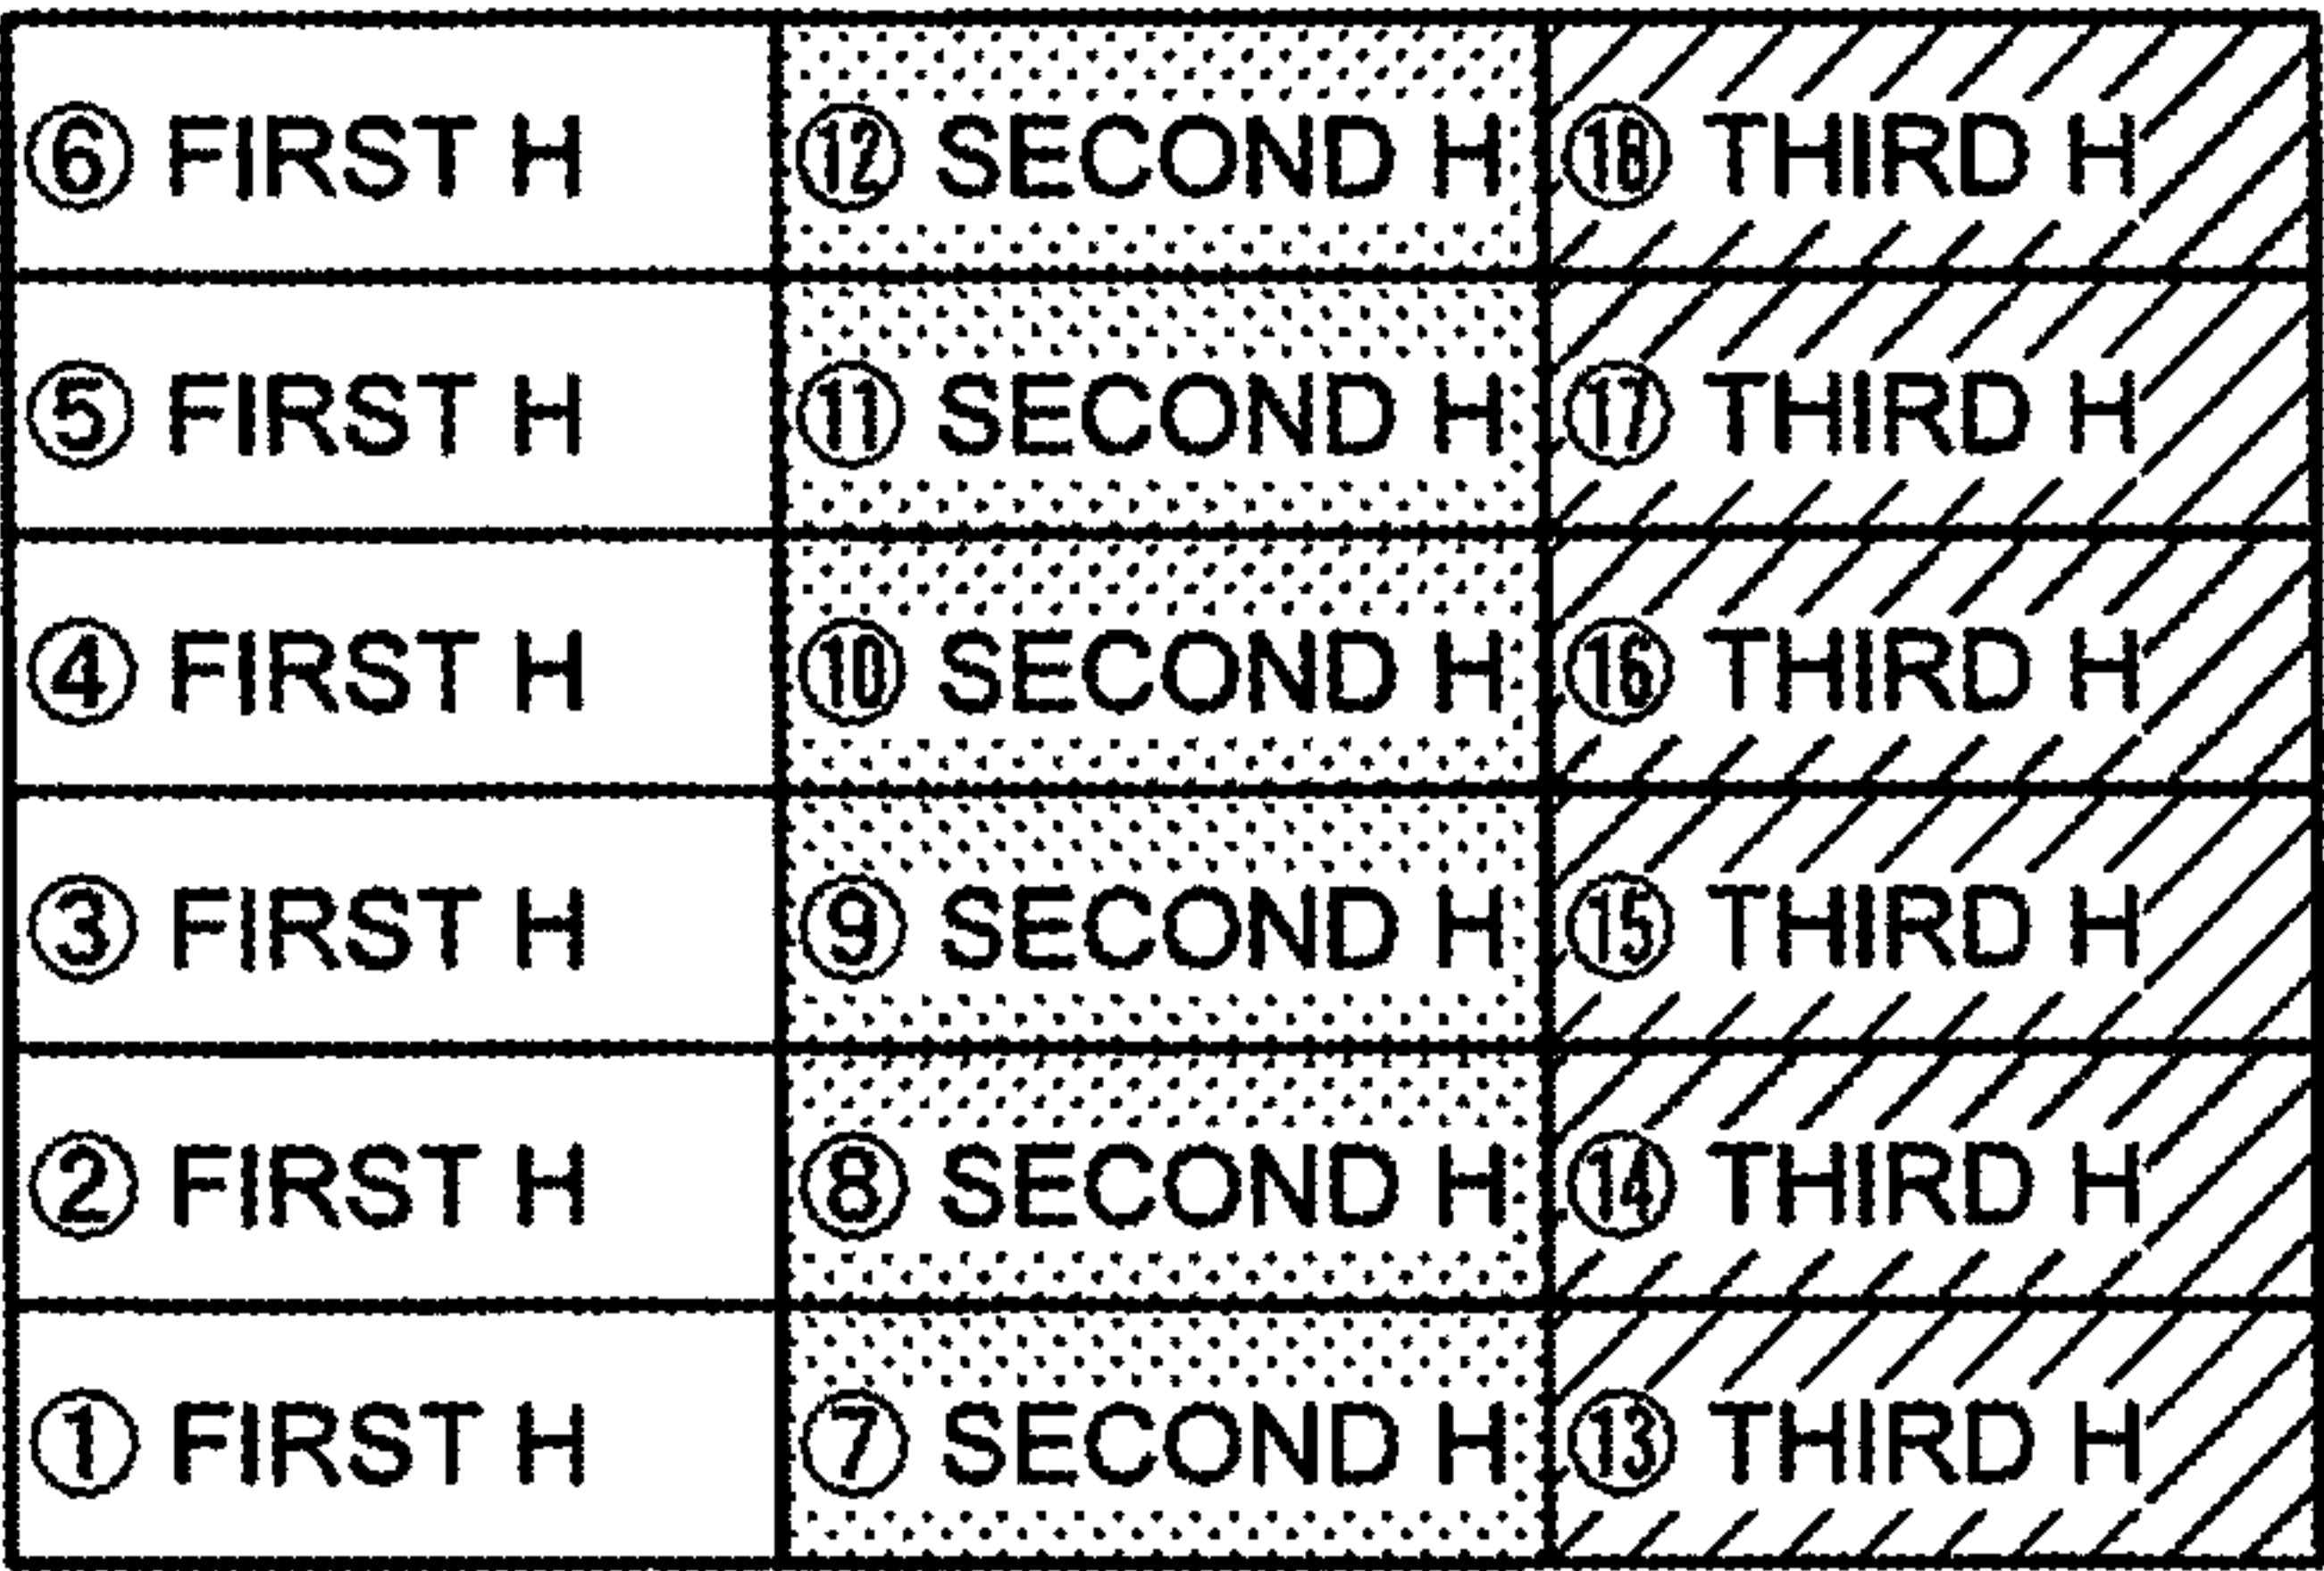 ⑥ FIRST H ⑫ SECOND H ⑱ THIRD H
⑤ FIRST H ⑪ SECOND H ⑰ THIRD H
④ FIRST H ⑩ SECOND H ⑯ THIRD H
③ FIRST H ⑨ SECOND H ⑮ THIRD H
② FIRST H ⑧ SECOND H ⑭ THIRD H
① FIRST H ⑦ SECOND H ⑬ THIRD H